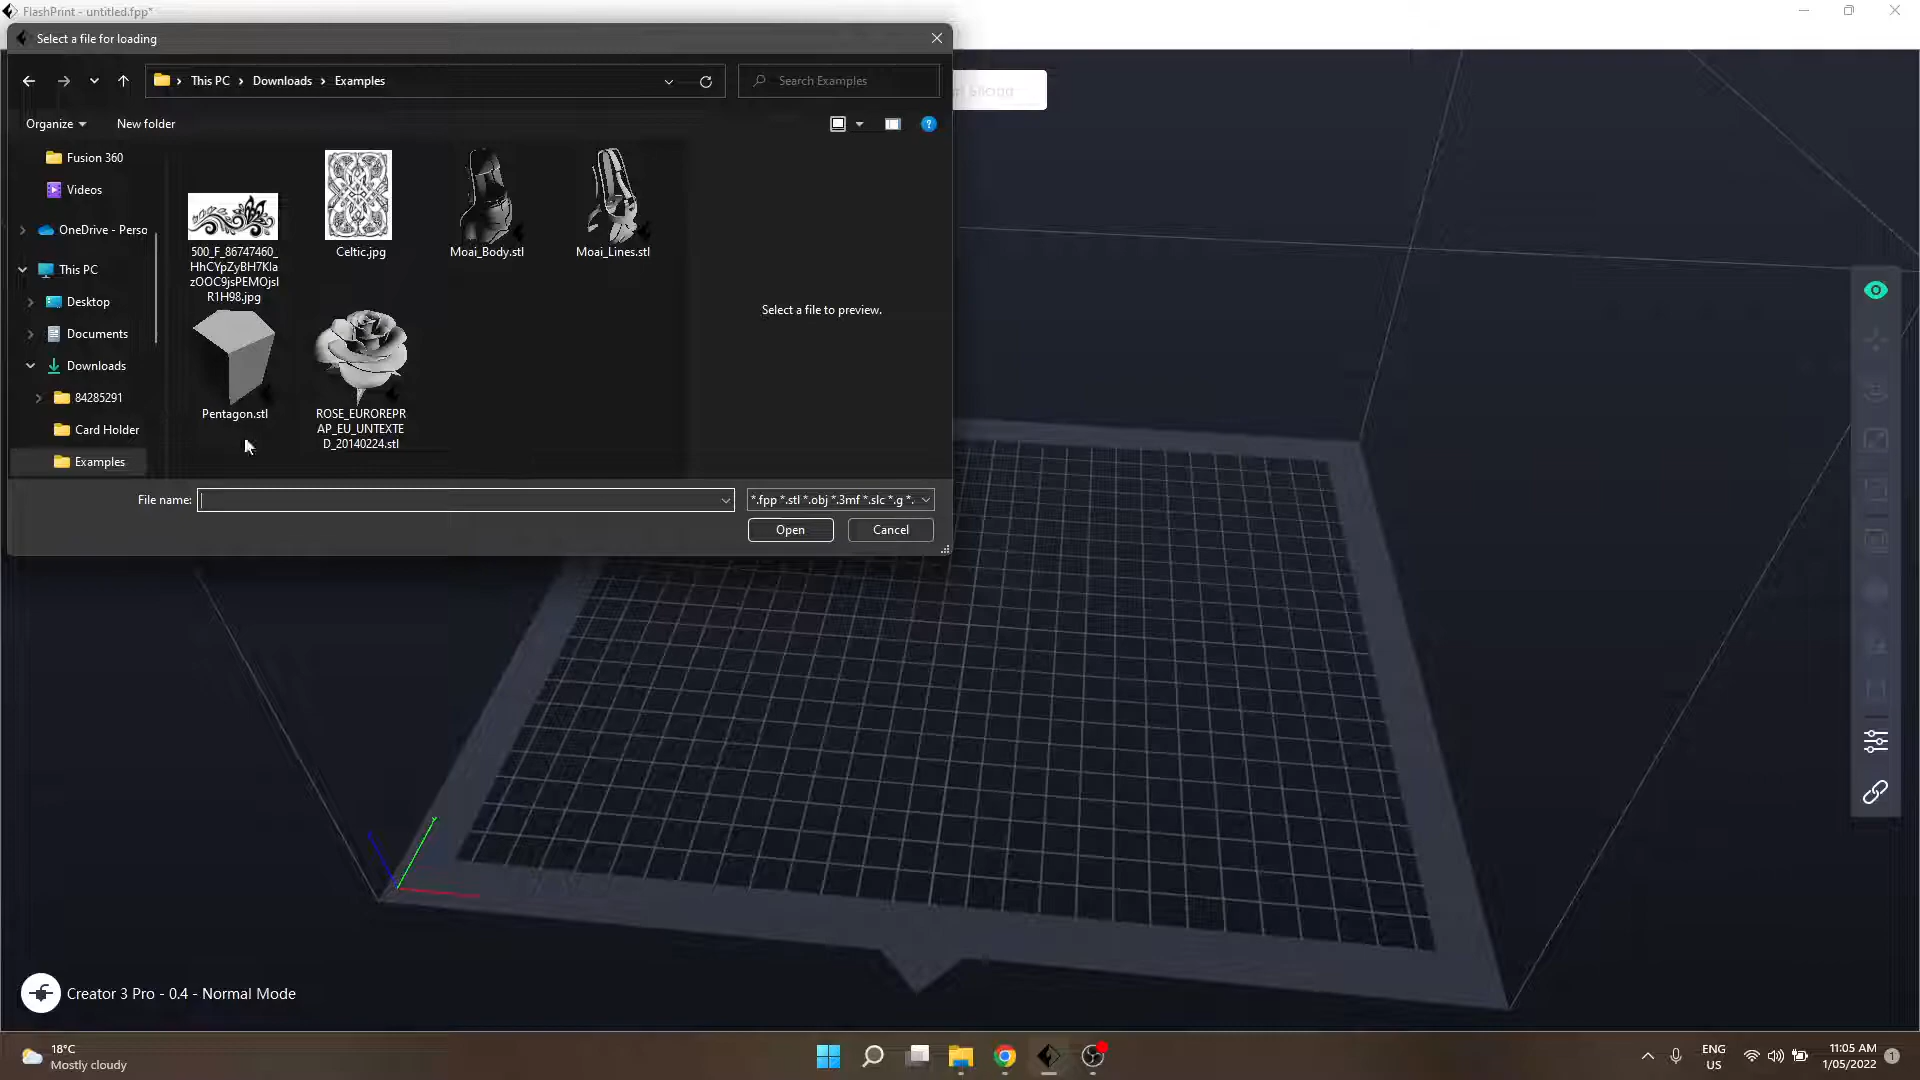 FlashPrint - untitled.fpp*
Select a file for loading
This PC
Downloads
Examples
Search Examples
Organize
New folder
Fusion 360
Videos
OneDrive - Perso
This PC
Desktop
Documents
Downloads
84285291
Card Holder
Examples
500_F_86747460_
HhCYpZyBH7Kla
zOOC9jsPEMOjsI
R1H98.jpg
Celtic.jpg
Moai_Body.stl
Moai_Lines.stl
Pentagon.stl
ROSE_EUROREPR
AP_EU_UNTEXTE
D_20140224.stl
Select a file to preview.
File name:
*.fpp *.stl *.obj *.3mf *.slc *.g *.
Open
Cancel
Creator 3 Pro - 0.4 - Normal Mode
18°C
Mostly cloudy
ENG
US
11:05 AM
1/05/2022
1